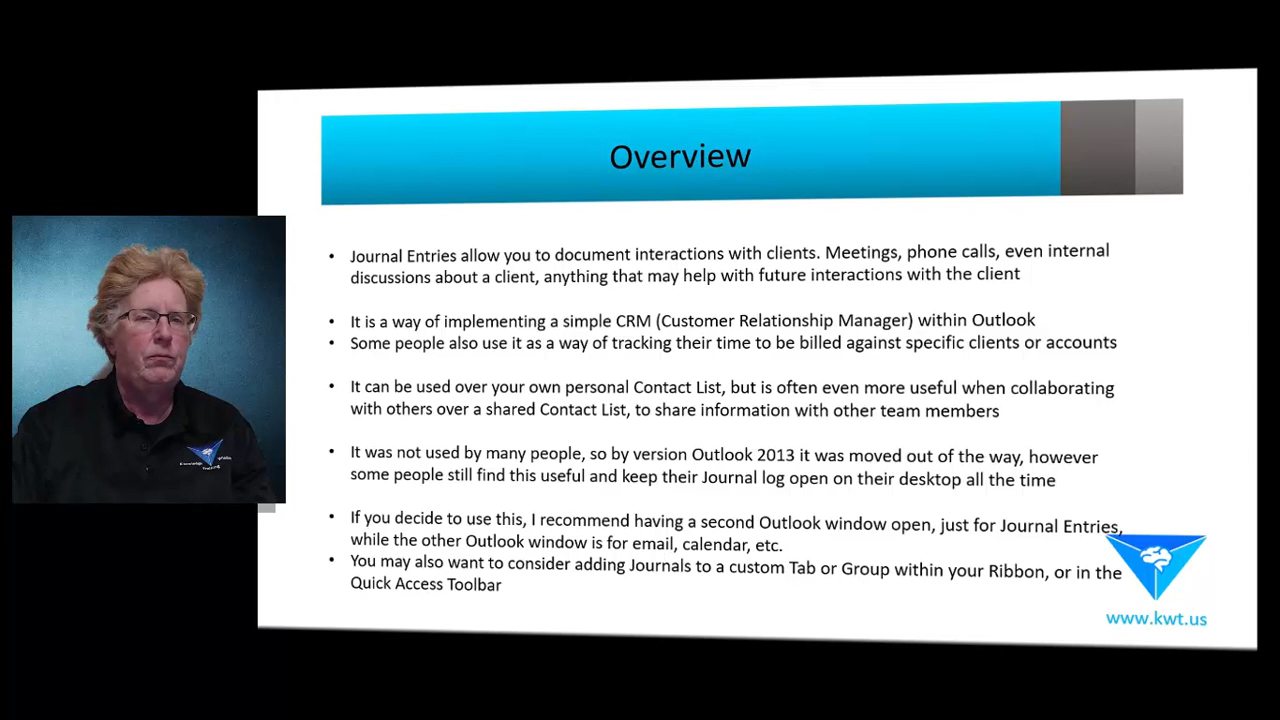 Overview
• Journal Entries allow you to document interactions with clients. Meetings, phone calls, even internal
discussions about a client, anything that may help with future interactions with the client
• It is a way of implementing a simple CRM (Customer Relationship Manager) within Outlook
• Some people also use it as a way of tracking their time to be billed against specific clients or accounts
• It can be used over your own personal Contact List, but is often even more useful when collaborating
with others over a shared Contact List, to share information with other team members
• It was not used by many people, so by version Outlook 2013 it was moved out of the way, however
some people still find this useful and keep their Journal log open on their desktop all the time
• If you decide to use this, I recommend having a second Outlook window open, just for Journal Entries,
while the other Outlook window is for email, calendar, etc.
• You may also want to consider adding Journals to a custom Tab or Group within your Ribbon, or in the
Quick Access Toolbar
www.kwt.us